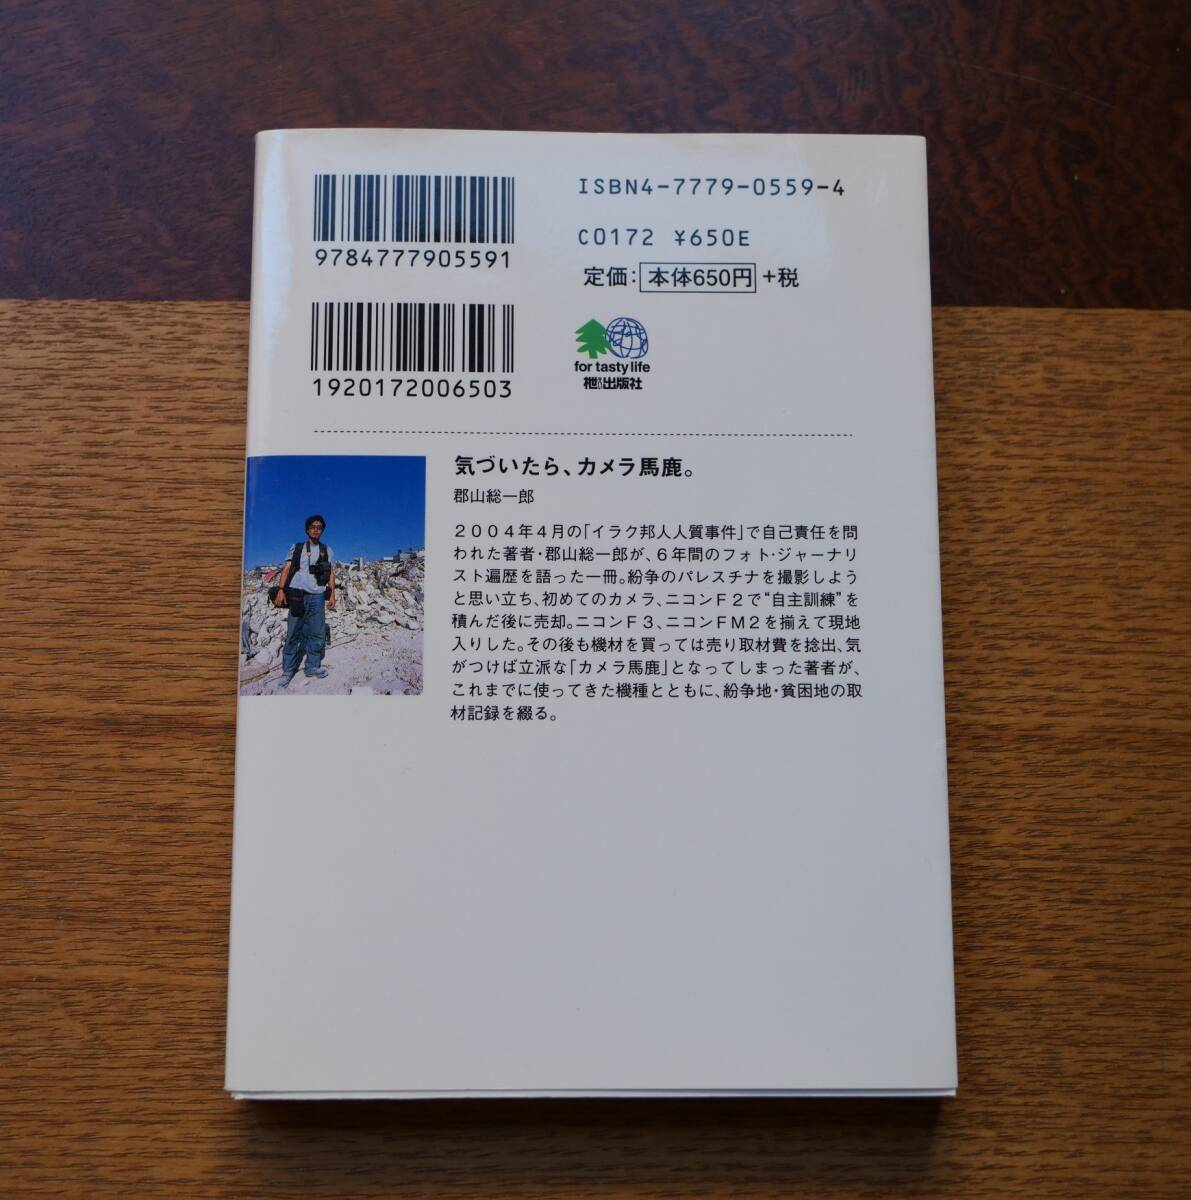 9784777905591
1920172006503
ISBN4-7779-0559-4
C0172 ¥650E
定価：本体650円+税
for tasty life
枻出版社
気づいたら、カメラ馬鹿。
郡山総一郎
２００４年４月の「イラク邦人人質事件」で自己責任を問
われた著者・郡山総一郎が、６年間のフォト・ジャーナリ
スト遍歴を語った一冊。紛争のパレスチナを撮影しよう
と思い立ち、初めてのカメラ、ニコンＦ２で“自主訓練”を
積んだ後に売却。ニコンＦ３、ニコンＦＭ２を揃えて現地
入りした。その後も機材を買っては売り取材費を捻出、気
がつけば立派な「カメラ馬鹿」となってしまった著者が、
これまでに使ってきた機種とともに、紛争地・貧困地の取
材記録を綴る。